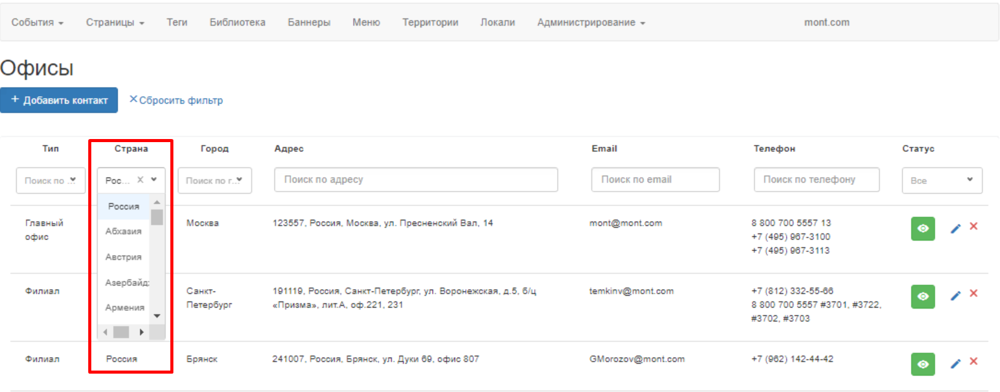 События Страницы Теги Библиотека Баннеры Меню Территории Локали Администрирование mont.com
Офисы
+ Добавить контакт ×Сбросить фильтр
Тип Страна Город Адрес Email Телефон Статус
Поиск по ... Рос... × Поиск по г... Поиск по адресу Поиск по email Поиск по телефону Все
Россия
Абхазия
Австрия
Азербайд
Армения
Главный
офис
Москва
123557, Россия, Москва, ул. Пресненский Вал, 14
mont@mont.com
8 800 700 5557 13
+7 (495) 967-3100
+7 (495) 967-3113
Филиал
Санкт-
Петербург
191119, Россия, Санкт-Петербург, ул. Воронежская, д.5, б/ц
«Призма», лит.А, оф.221, 231
temkinv@mont.com
+7 (812) 332-55-66
8 800 700 5557 #3701, #3722,
#3702, #3703
Филиал Россия Брянск 241007, Россия, Брянск, ул. Дуки 69, офис 807 GMorozov@mont.com +7 (962) 142-44-42